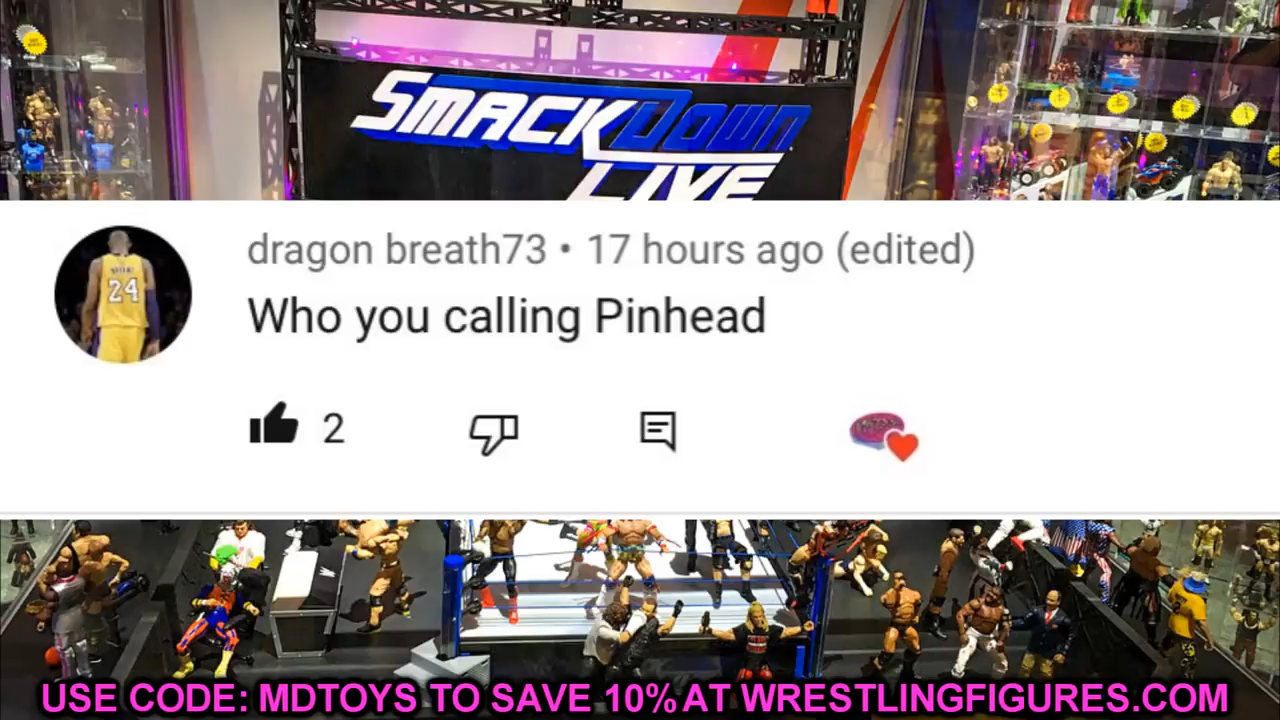 SMACKDOWN
LIVE
dragon breath73 • 17 hours ago (edited)
Who you calling Pinhead
24
2
USE CODE: MDTOYS TO SAVE 10% AT WRESTLINGFIGURES.COM